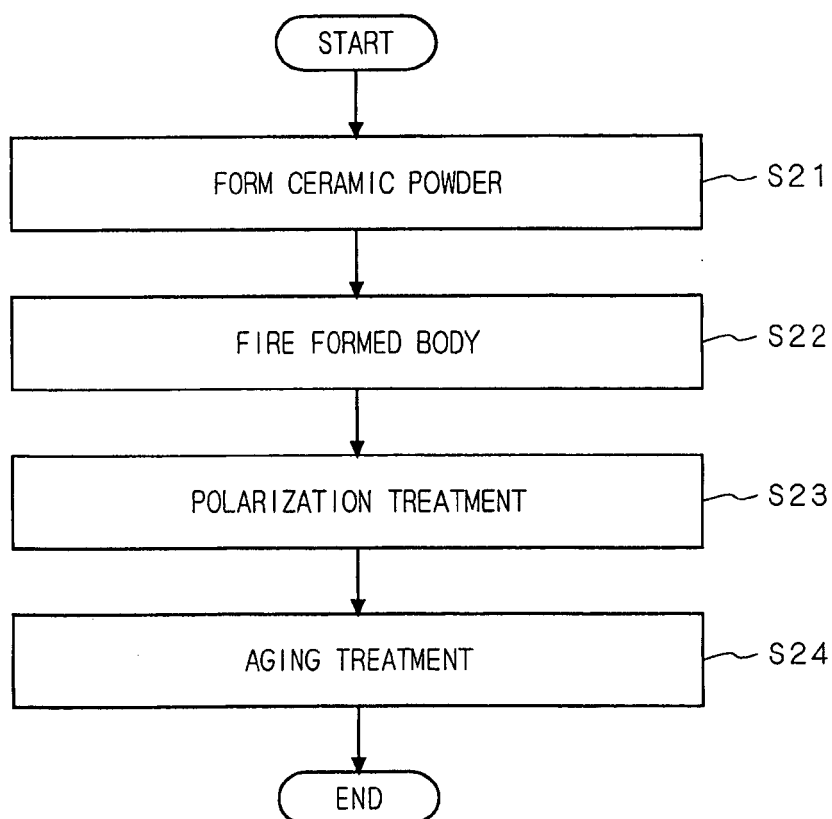 START
FORM CERAMIC POWDER
S21
FIRE FORMED BODY
S22
POLARIZATION TREATMENT
S23
AGING TREATMENT
S24
END